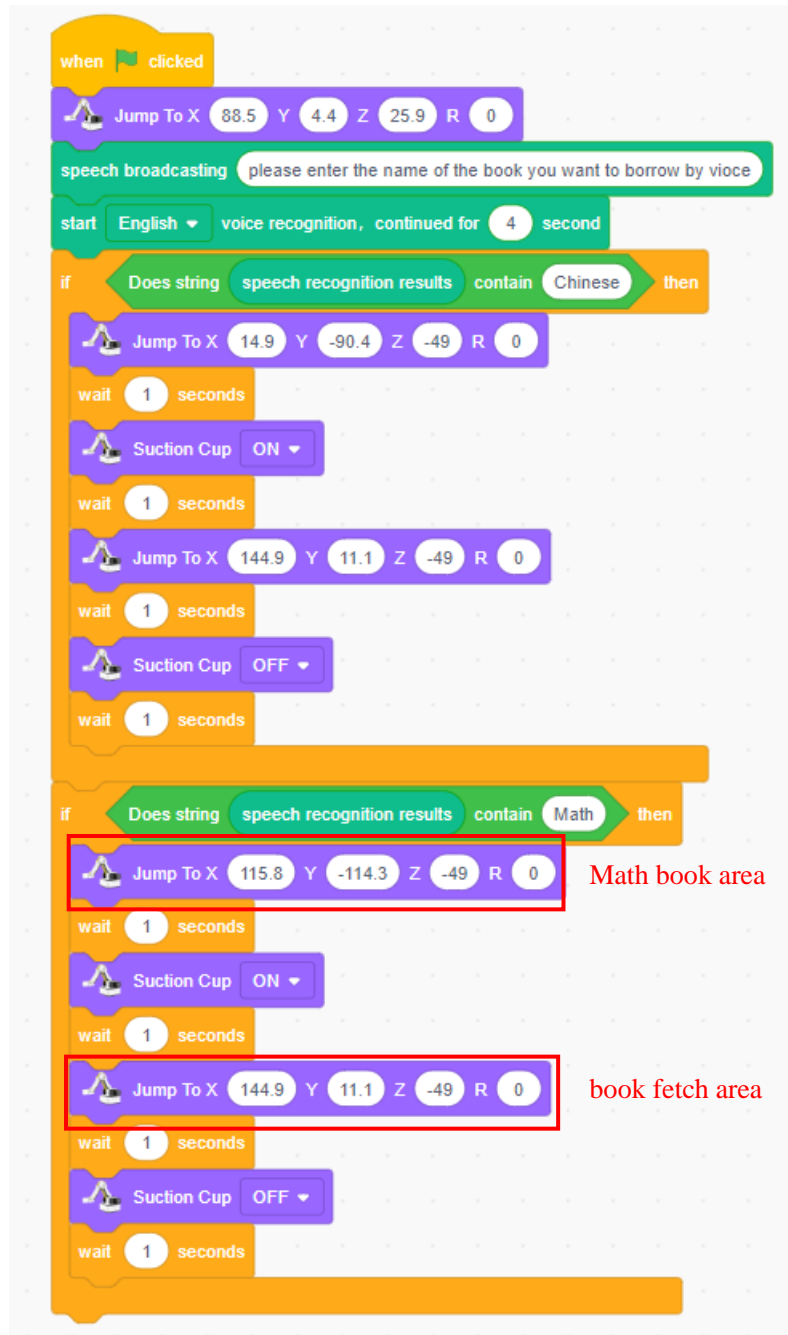 when clicked
Jump To X 88.5 Y 4.4 Z 25.9 R 0
speech broadcasting please enter the name of the book you want to borrow by vioce
start English voice recognition, continued for 4 second
if Does string speech recognition results contain Chinese then
Jump To X 14.9 Y -90.4 Z -49 R 0
wait 1 seconds
Suction Cup ON
wait 1 seconds
Jump To X 144.9 Y 11.1 Z -49 R 0
wait 1 seconds
Suction Cup OFF
wait 1 seconds
if Does string speech recognition results contain Math then
Jump To X 115.8 Y -114.3 Z -49 R 0 Math book area
wait 1 seconds
Suction Cup ON
wait 1 seconds
Jump To X 144.9 Y 11.1 Z -49 R 0 book fetch area
wait 1 seconds
Suction Cup OFF
wait 1 seconds